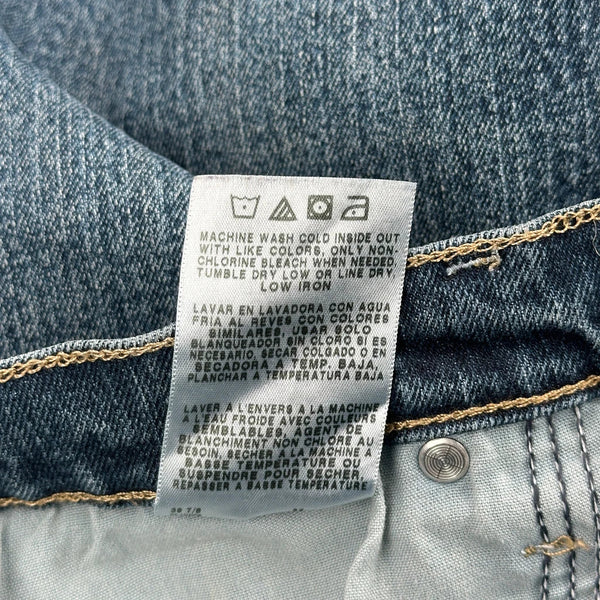 MACHINE WASH COLD INSIDE OUT
WITH LIKE COLORS, ONLY NON-
CHLORINE BLEACH WHEN NEEDED,
TUMBLE DRY LOW OR LINE DRY,
LOW IRON
LAVAR EN LAVADORA CON AGUA
FRIA AL REVES CON COLORES
SIMILARES, USAR SOLO
BLANQUEADOR SIN CLORO SI ES
NECESARIO, SECAR COLGADO O EN
SECADORA A TEMP. BAJA,
PLANCHAR A TEMPERATURA BAJA
LAVER A L'ENVERS A LA MACHINE
A L'EAU FROIDE AVEC COULEURS
SEMBLABLES, AGENT DE
BLANCHIMENT NON CHLORE AU
BESOIN, SECHER A LA MACHINE A
BASSE TEMPERATURE OU
SUSPENDRE POUR SECHER,
REPASSER A BASSE TEMPERATURE